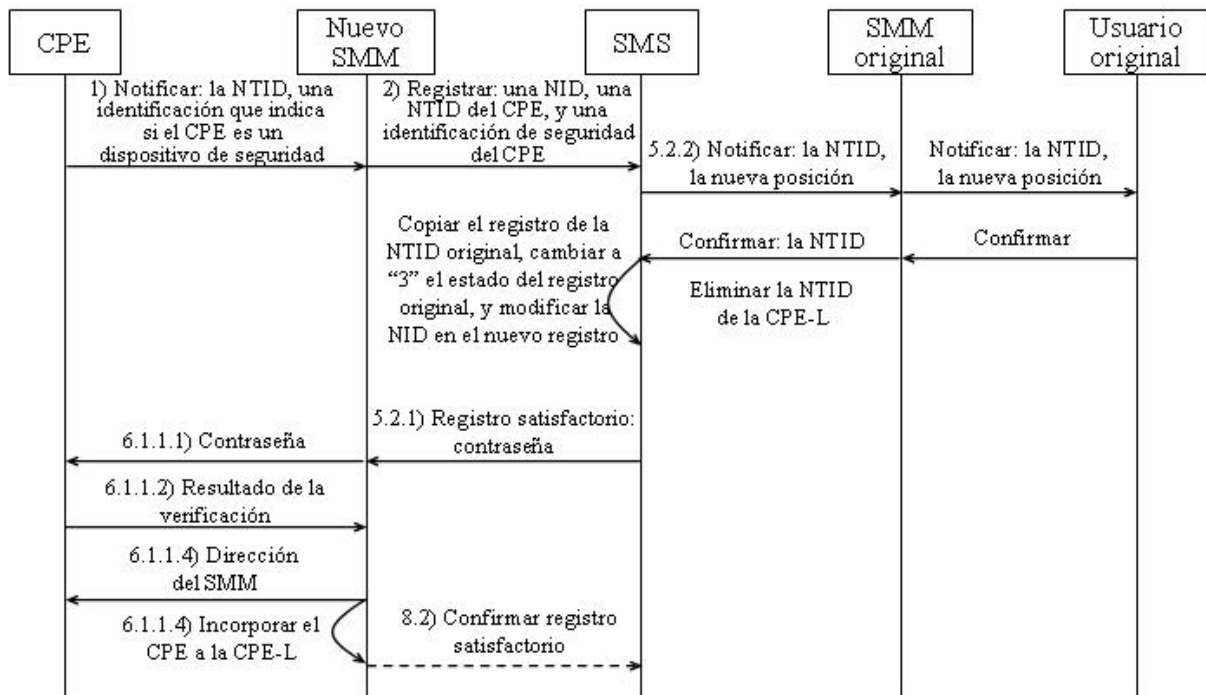 CPE
Nuevo
SMM
SMS
SMM
original
Usuario
original
1) Notificar: la NTID, una
identificación que indica
si el CPE es un
dispositivo de seguridad
2) Registrar: una NID, una
NTID del CPE, y una
identificación de seguridad
del CPE
5.2.2) Notificar: la NTID,
la nueva posición
Notificar: la NTID,
la nueva posición
Copiar el registro de la
NTID original, cambiar a
“3” el estado del registro
original, y modificar la
NID en el nuevo registro
Confirmar: la NTID
Confirmar
Eliminar la NTID
de la CPE-L
5.2.1) Registro satisfactorio:
contraseña
6.1.1.1) Contraseña
6.1.1.2) Resultado de la
verificación
6.1.1.4) Dirección
del SMM
6.1.1.4) Incorporar el
CPE a la CPE-L
8.2) Confirmar registro
satisfactorio